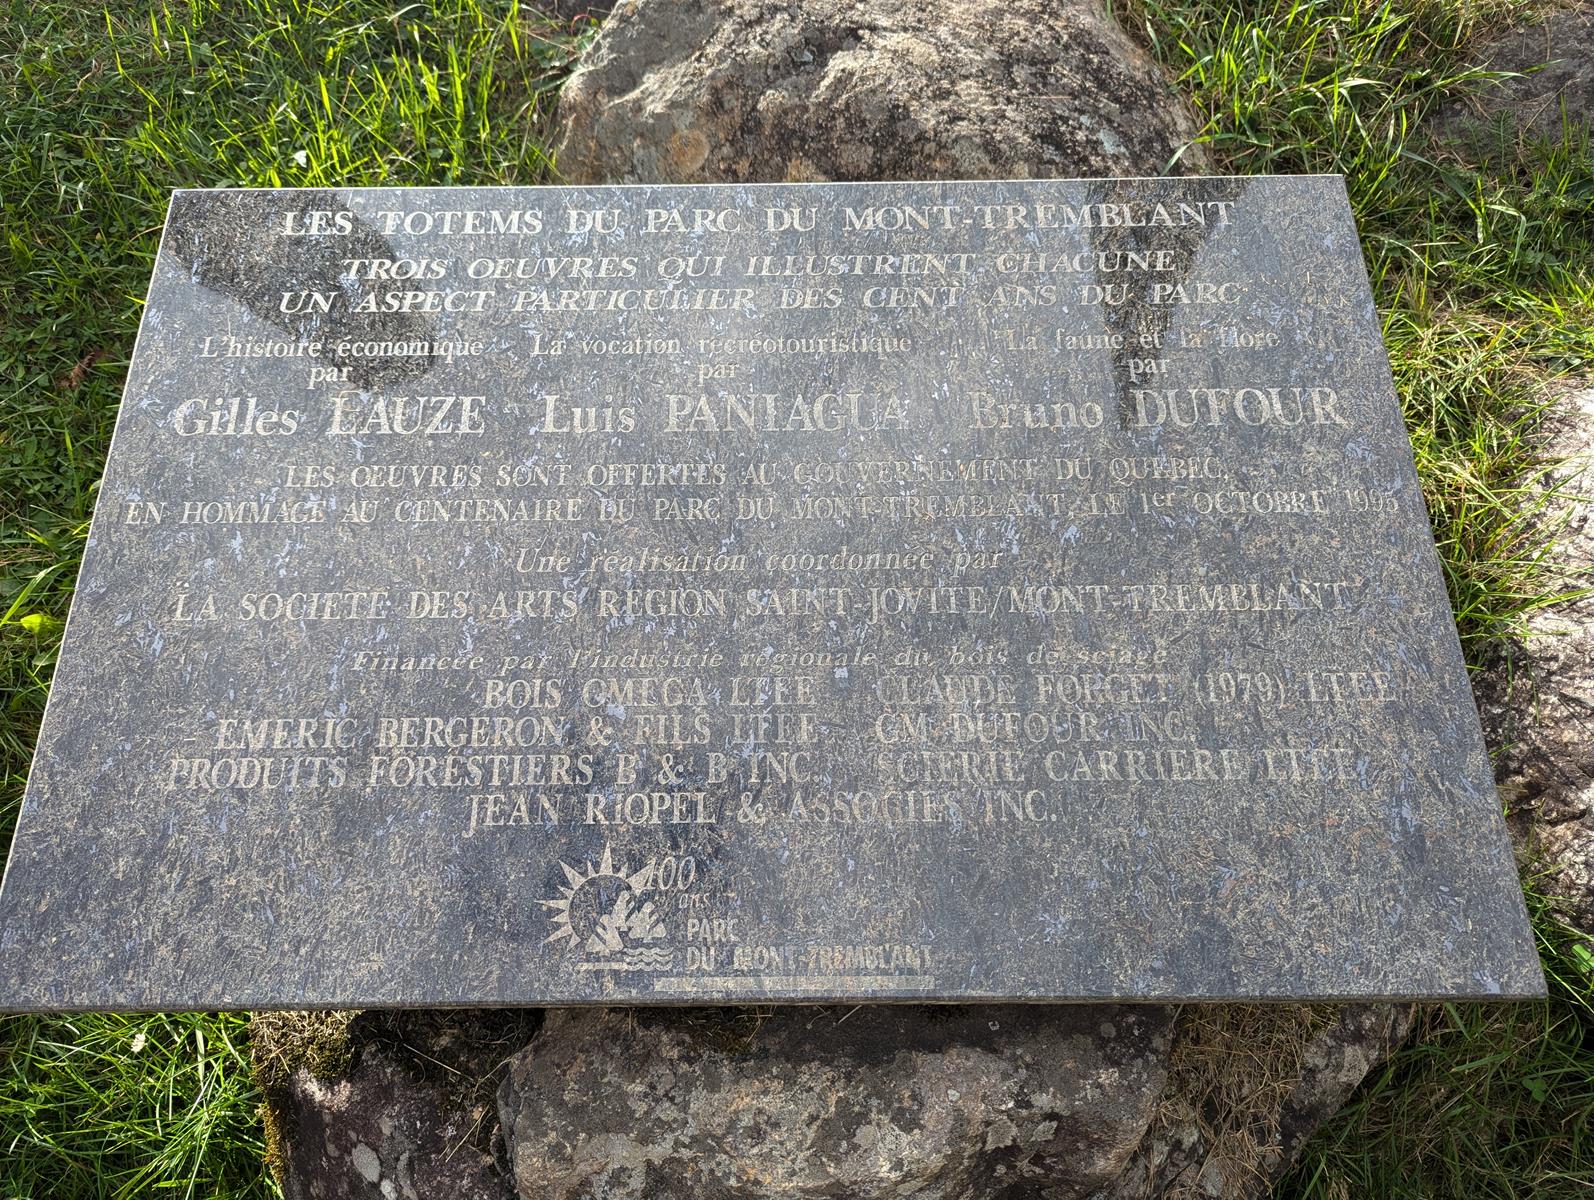 LES TOTEMS DU PARC DU MONT-TREMBLANT
TROIS OEUVRES QUI ILLUSTRENT CHACUNE
UN ASPECT PARTICULIER DES CENT ANS DU PARC
L'histoire économique La vocation récréotouristique La faune et la flore
par par par
Gilles LAUZE Luis PANIAGUA Bruno DUFOUR
LES ŒUVRES SONT OFFERTES AU GOUVERNEMENT DU QUÉBEC,
EN HOMMAGE AU CENTENAIRE DU PARC DU MONT-TREMBLANT, LE 1er OCTOBRE 1995
Une réalisation coordonnée par
LA SOCIÉTÉ DES ARTS RÉGION SAINT-JOVITE/MONT-TREMBLANT
Financée par l'industrie régionale du bois de sciage
BOIS OMEGA LTÉE CLAUDE FORGET (1979) LTÉE
EMERIC BERGERON & FILS LTÉE GM DUFOUR INC.
PRODUITS FORESTIERS B & B INC. SCIERIE CARRIÈRE LTÉE
JEAN RIOPEL & ASSOCIÉS INC.
100
ans
PARC
DU MONT-TREMBLANT